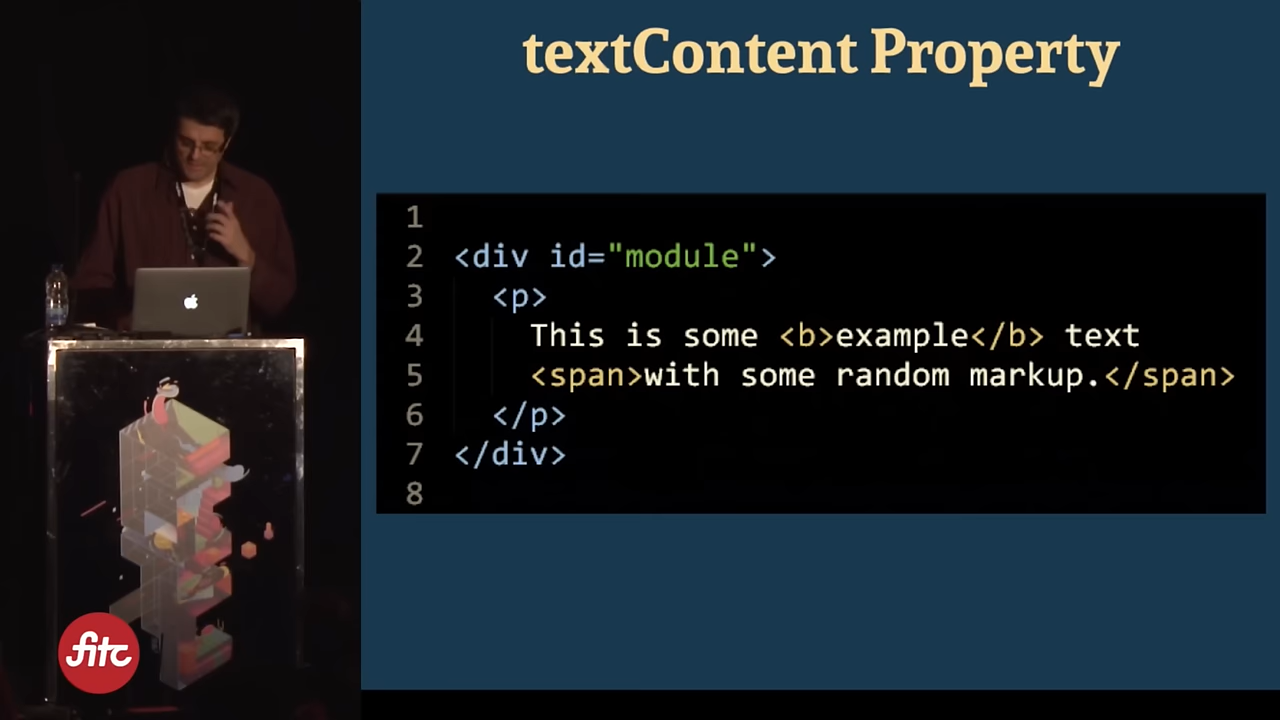 textContent Property
1
2 <div id="module">
3 <p>
4 This is some <b>example</b> text
5 <span>with some random markup.</span>
6 </p>
7 </div>
8
fitc